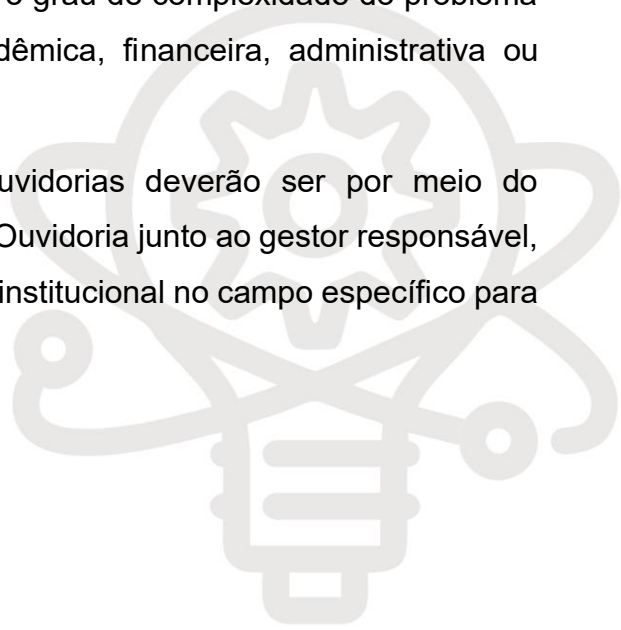 o grau de complexidade do problema
dêmica, financeira, administrativa ou
uvidorias deverão ser por meio do
Ouvidoria junto ao gestor responsável,
institucional no campo específico para